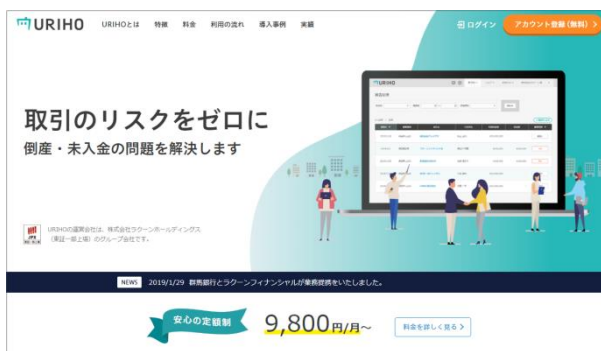 URIHO
URIHOとは 特徴 料金 利用の流れ 導入事例 実績
ログイン
アカウント登録(無料)
取引のリスクをゼロに
倒産・未入金の問題を解決します
URIHO
JPX
URIHOの運営会社は、株式会社ラクーンホールディングス
(東証一部上場)のグループ会社です。
NEWS 2019/1/29 群馬銀行とラクーンフィナンシャルが業務提携をいたしました。
安心の定額制
9,800円/月~
料金を詳しく見る